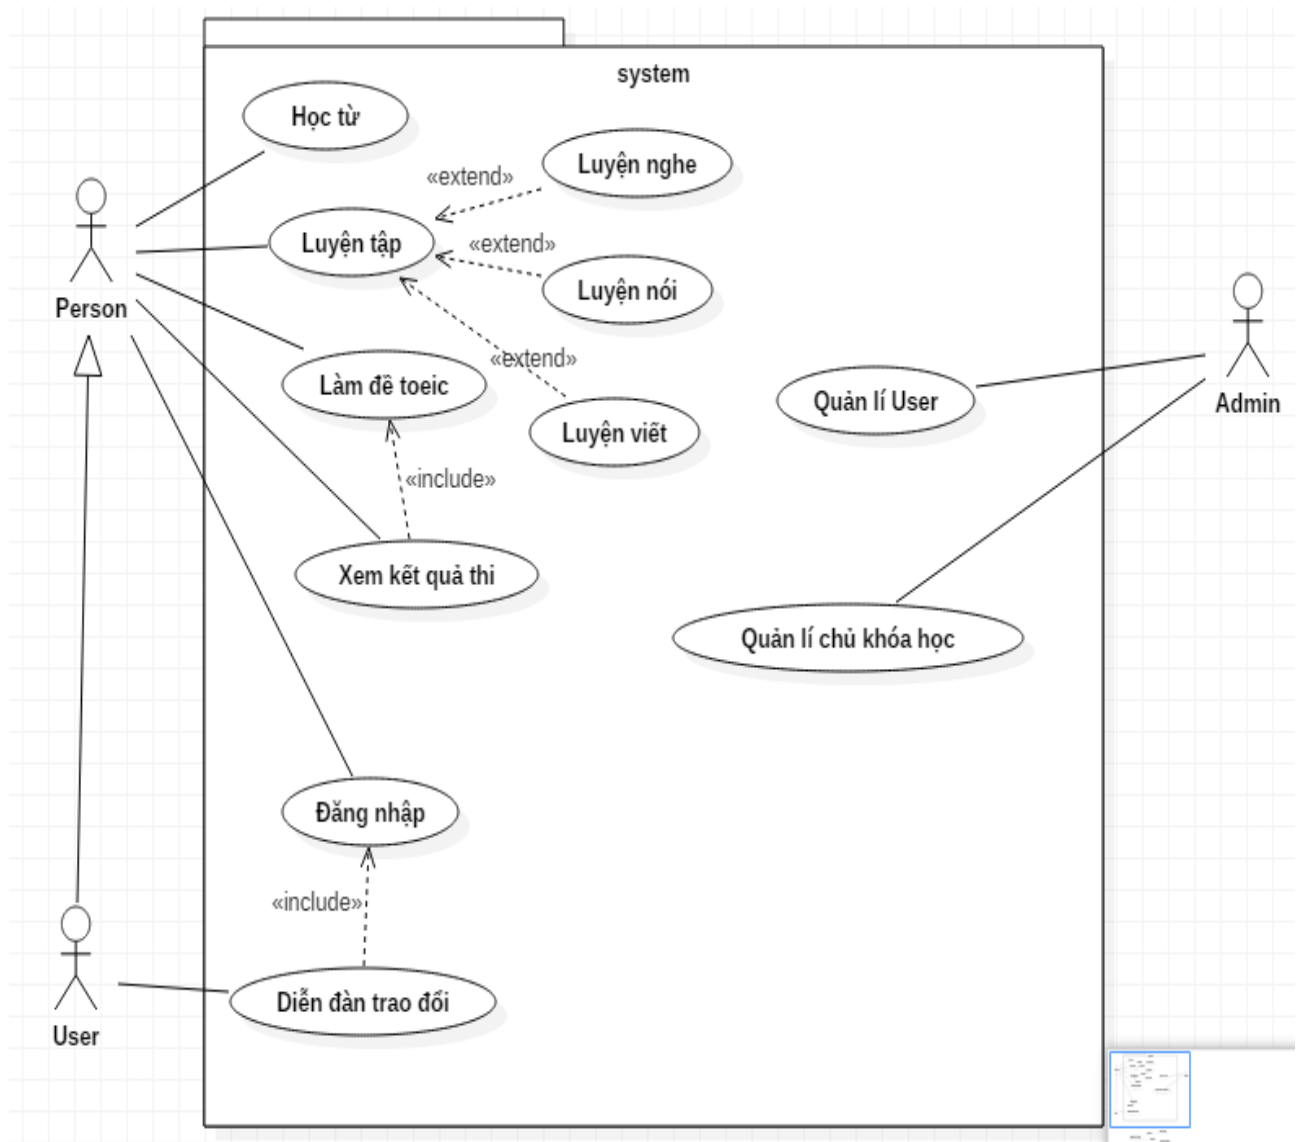 system
Học từ
Luyện nghe
«extend»
Luyện tập
«extend»
Luyện nói
Person
«extend»
Làm đề toeic
Quản lí User
Admin
Luyện viết
«include»
Xem kết quả thi
Quản lí chủ khóa học
Đăng nhập
«include»
Diễn đàn trao đổi
User